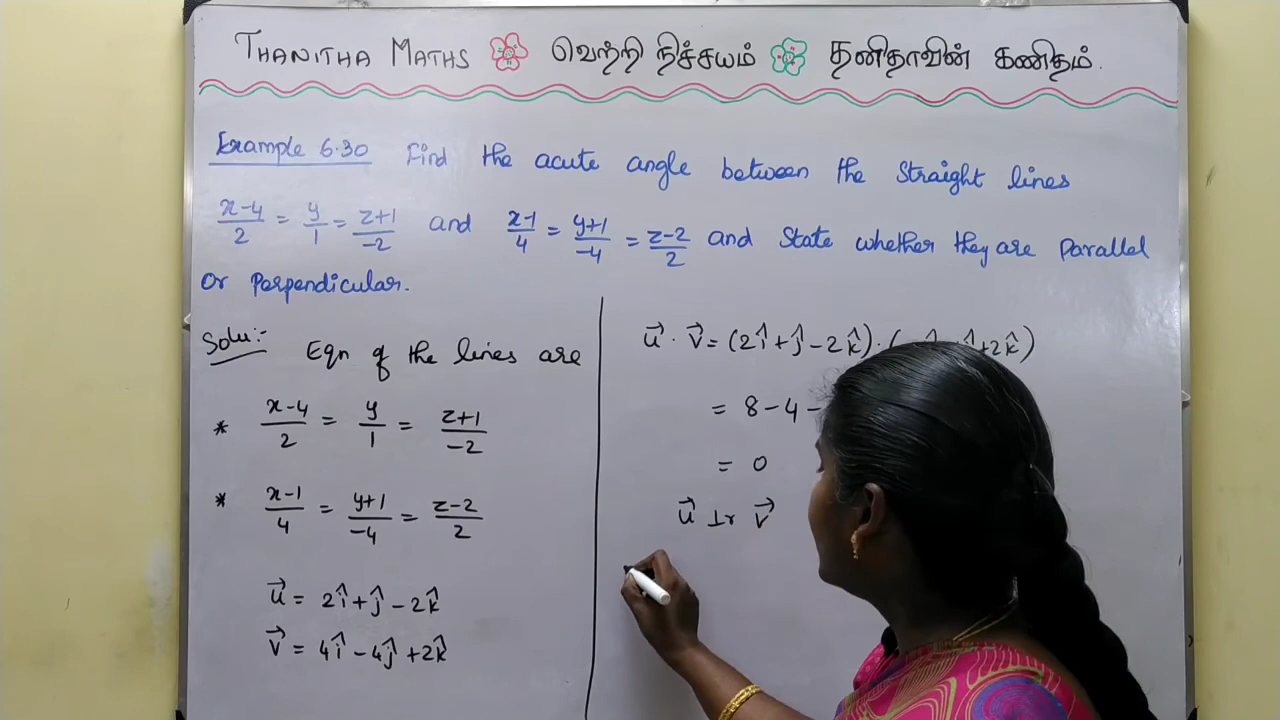 THANITHA MATHS வெற்றி நிச்சயம் தனிதாவின் கணிதம்.
Example 6.30 Find the acute angle between the straight lines
(x-4)/2 = y/1 = (z+1)/-2 and (x-1)/4 = (y+1)/-4 = (z-2)/2 and state whether they are parallel
or perpendicular.
Solu:- Eqn of the lines are
* (x-4)/2 = y/1 = (z+1)/-2
* (x-1)/4 = (y+1)/-4 = (z-2)/2
u⃗ = 2î + ĵ - 2k̂
v⃗ = 4î - 4ĵ + 2k̂
u⃗ · v⃗ = (2î + ĵ - 2k̂) · ( +2k̂)
= 8 - 4 -
= 0
u⃗ ⊥r v⃗